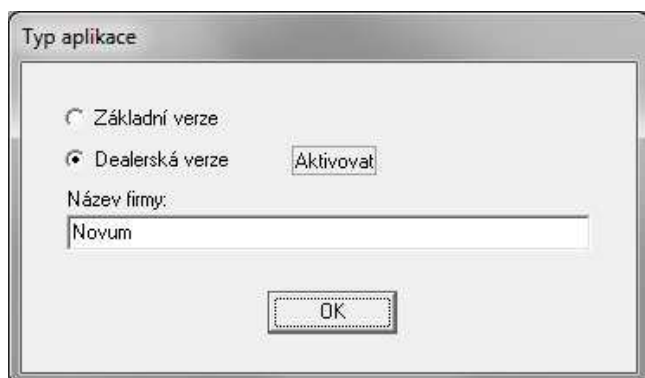 Typ aplikace
Základní verze
Dealerská verze Aktivovat
Název firmy:
Novum
OK